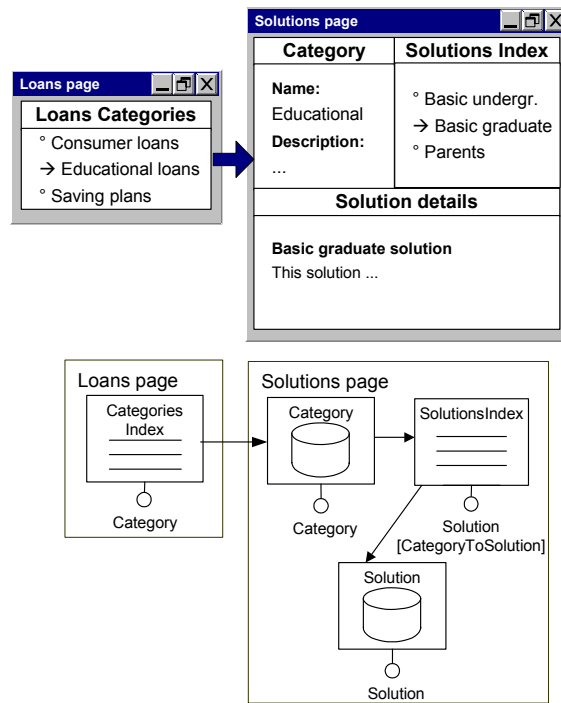 Loans page
Loans Categories
° Consumer loans
→ Educational loans
° Saving plans
Solutions page
Category
Name:
Educational
Description:
...
Solutions Index
° Basic undergr.
→ Basic graduate
° Parents
Solution details
Basic graduate solution
This solution ...
Loans page
Categories
Index
Category
Solutions page
Category
Category
SolutionsIndex
Solution
[CategoryToSolution]
Solution
Solution